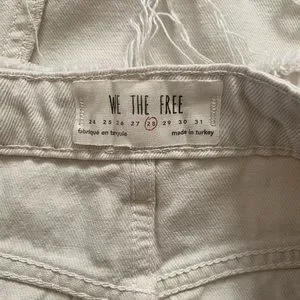 WE THE FREE
24 25 26 27 28 29 30 31
fabriqué en turquie made in turkey